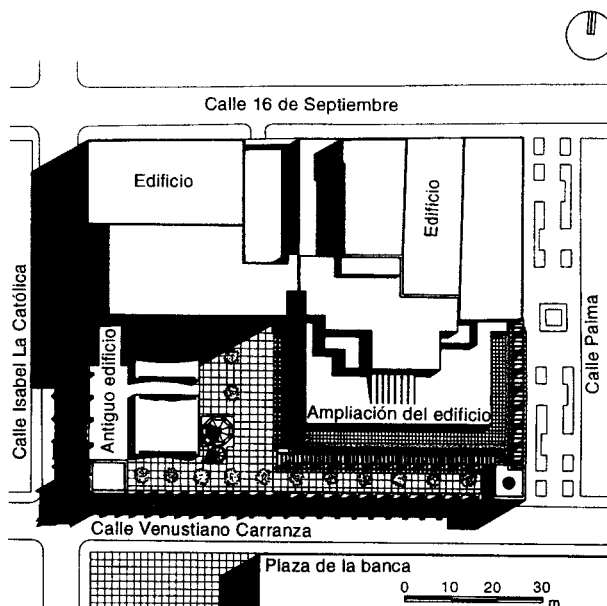 Calle 16 de Septiembre
Edificio
Edificio
Calle Isabel La Católica
Antiguo edificio
Ampliación del edificio
Calle Palma
Calle Venustiano Carranza
Plaza de la banca
0 10 20 30
m